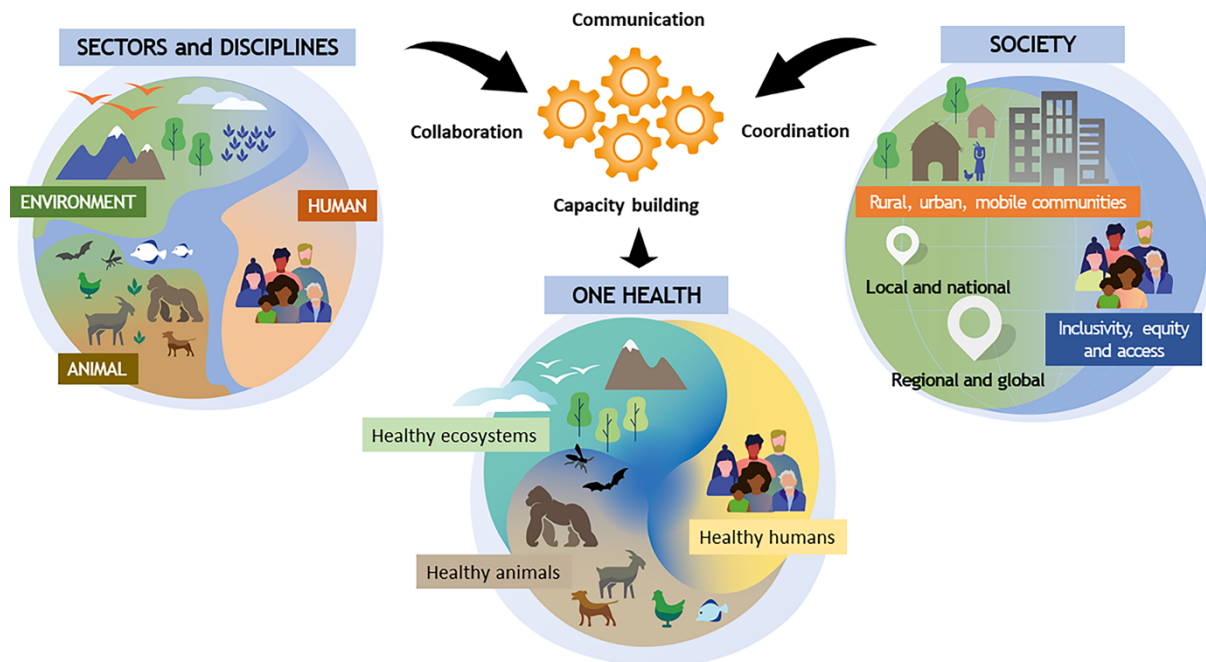 SECTORS and DISCIPLINES
ENVIRONMENT
HUMAN
ANIMAL
Communication
Collaboration
Coordination
Capacity building
SOCIETY
Rural, urban, mobile communities
Local and national
Inclusivity, equity
and access
Regional and global
ONE HEALTH
Healthy ecosystems
Healthy humans
Healthy animals